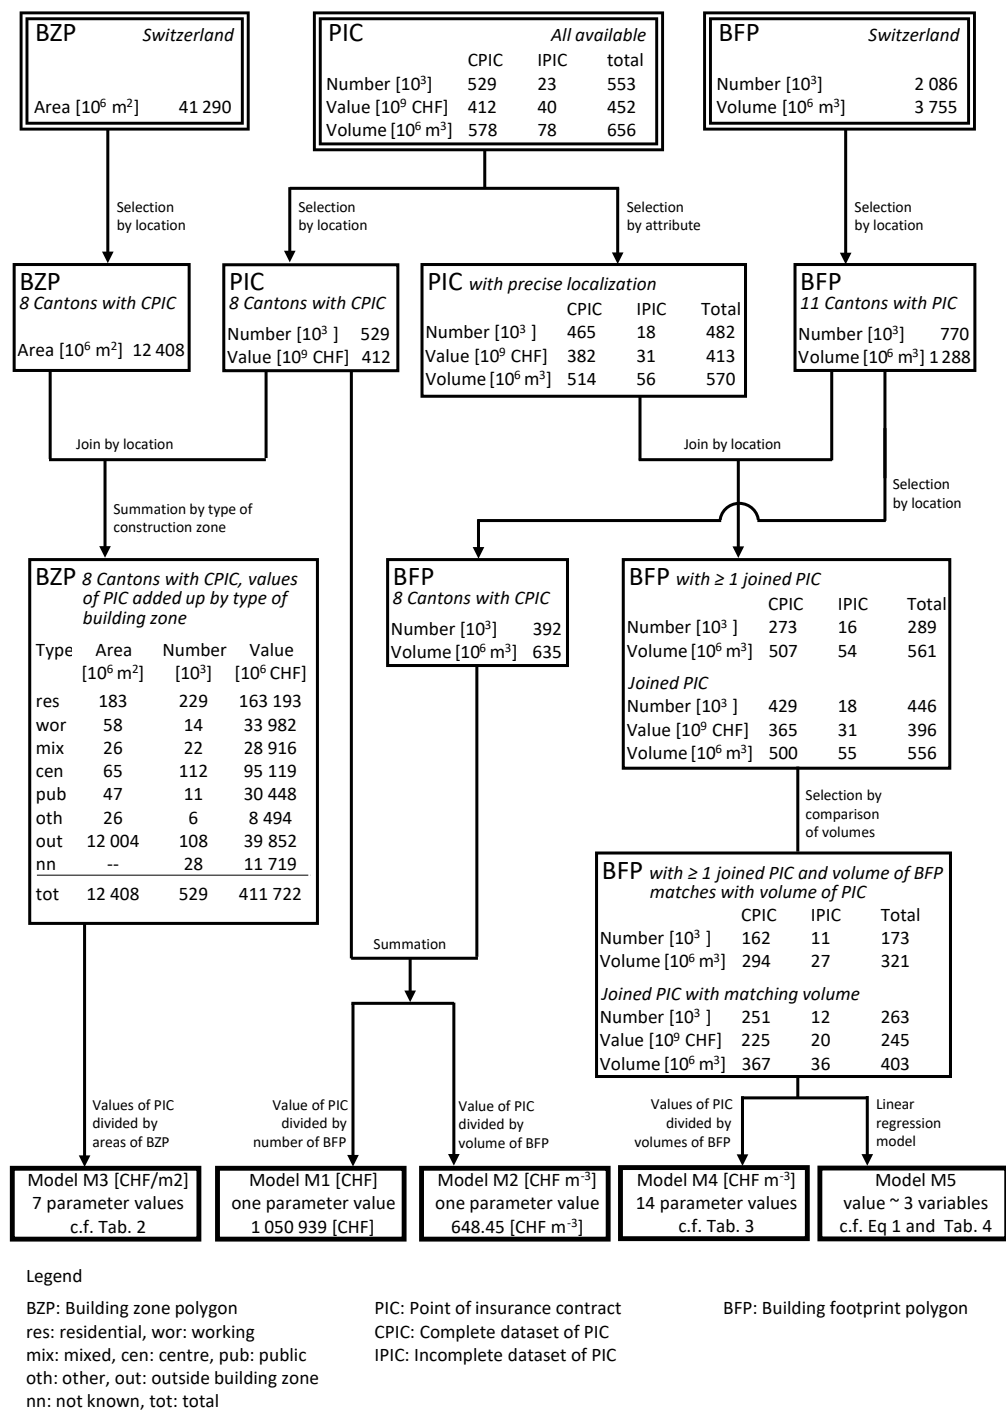 BZP Switzerland
Area [10⁶ m²] 41 290
PIC All available
CPIC IPIC total
Number [10³] 529 23 553
Value [10⁹ CHF] 412 40 452
Volume [10⁶ m³] 578 78 656
BFP Switzerland
Number [10³] 2 086
Volume [10⁶ m³] 3 755
Selection
by location
Selection
by location
Selection
by attribute
Selection
by location
BZP
8 Cantons with CPIC
Area [10⁶ m²] 12 408
PIC
8 Cantons with CPIC
Number [10³ ] 529
Value [10⁹ CHF] 412
PIC with precise localization
CPIC IPIC Total
Number [10³ ] 465 18 482
Value [10⁹ CHF] 382 31 413
Volume [10⁶ m³] 514 56 570
BFP
11 Cantons with PIC
Number [10³] 770
Volume [10⁶ m³] 1 288
Join by location
Join by location
Selection
by location
Summation by type of
construction zone
BZP 8 Cantons with CPIC, values
of PIC added up by type of
building zone
Type Area Number Value
[10⁶ m²] [10³] [10⁶ CHF]
res 183 229 163 193
wor 58 14 33 982
mix 26 22 28 916
cen 65 112 95 119
pub 47 11 30 448
oth 26 6 8 494
out 12 004 108 39 852
nn -- 28 11 719
tot 12 408 529 411 722
BFP
8 Cantons with CPIC
Number [10³] 392
Volume [10⁶ m³] 635
BFP with ≥ 1 joined PIC
CPIC IPIC Total
Number [10³ ] 273 16 289
Volume [10⁶ m³] 507 54 561
Joined PIC
Number [10³ ] 429 18 446
Value [10⁹ CHF] 365 31 396
Volume [10⁶ m³] 500 55 556
Selection by
comparison
of volumes
BFP with ≥ 1 joined PIC and volume of BFP
matches with volume of PIC
CPIC IPIC Total
Number [10³ ] 162 11 173
Volume [10⁶ m³] 294 27 321
Joined PIC with matching volume
Number [10³ ] 251 12 263
Value [10⁹ CHF] 225 20 245
Volume [10⁶ m³] 367 36 403
Summation
Values of PIC
divided by
areas of BZP
Value of PIC
divided by
number of BFP
Value of PIC
divided by
volume of BFP
Values of PIC
divided by
volumes of BFP
Linear
regression
model
Model M3 [CHF/m2]
7 parameter values
c.f. Tab. 2
Model M1 [CHF]
one parameter value
1 050 939 [CHF]
Model M2 [CHF m⁻³]
one parameter value
648.45 [CHF m⁻³]
Model M4 [CHF m⁻³]
14 parameter values
c.f. Tab. 3
Model M5
value ~ 3 variables
c.f. Eq 1 and Tab. 4
Legend
BZP: Building zone polygon
res: residential, wor: working
mix: mixed, cen: centre, pub: public
oth: other, out: outside building zone
nn: not known, tot: total
PIC: Point of insurance contract
CPIC: Complete dataset of PIC
IPIC: Incomplete dataset of PIC
BFP: Building footprint polygon